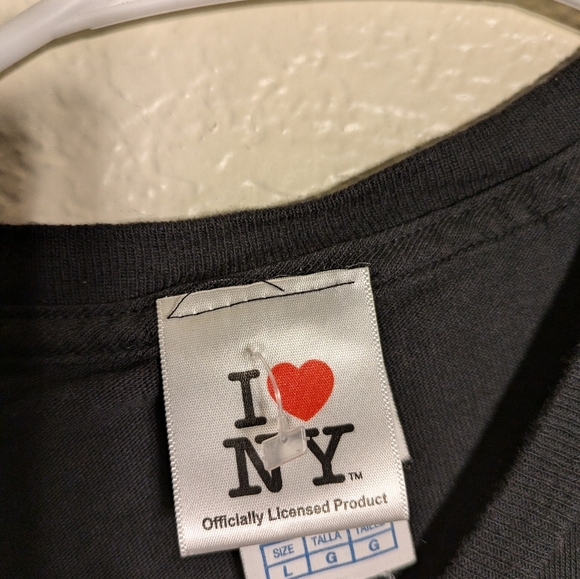 I ❤ NY™
Officially Licensed Product
SIZE TALLA TAILLE
L G G